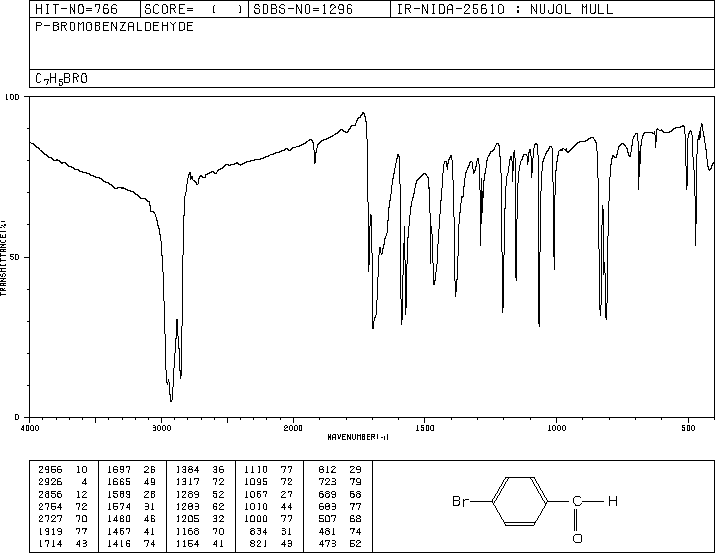 HIT-NO=766 SCORE= ( ) SDBS-NO=1296 IR-NIDA-25610 : NUJOL MULL
P-BROMOBENZALDEHYDE
C7H5BRO
100
50
0
TRANSMITTANCE(%)
4000 3000 2000 1500 1000 500
WAVENUMBER(-1)
2956 10 1697 26 1384 36 1110 77 812 29
2926 4 1665 49 1317 72 1095 72 723 79
2856 12 1589 28 1289 52 1067 27 689 68
2754 72 1574 31 1283 62 1010 44 683 77
2727 70 1480 46 1205 32 1000 77 507 68
1919 77 1467 41 1168 70 834 31 481 74
1714 43 1416 74 1154 41 821 43 473 52
Br C H
O